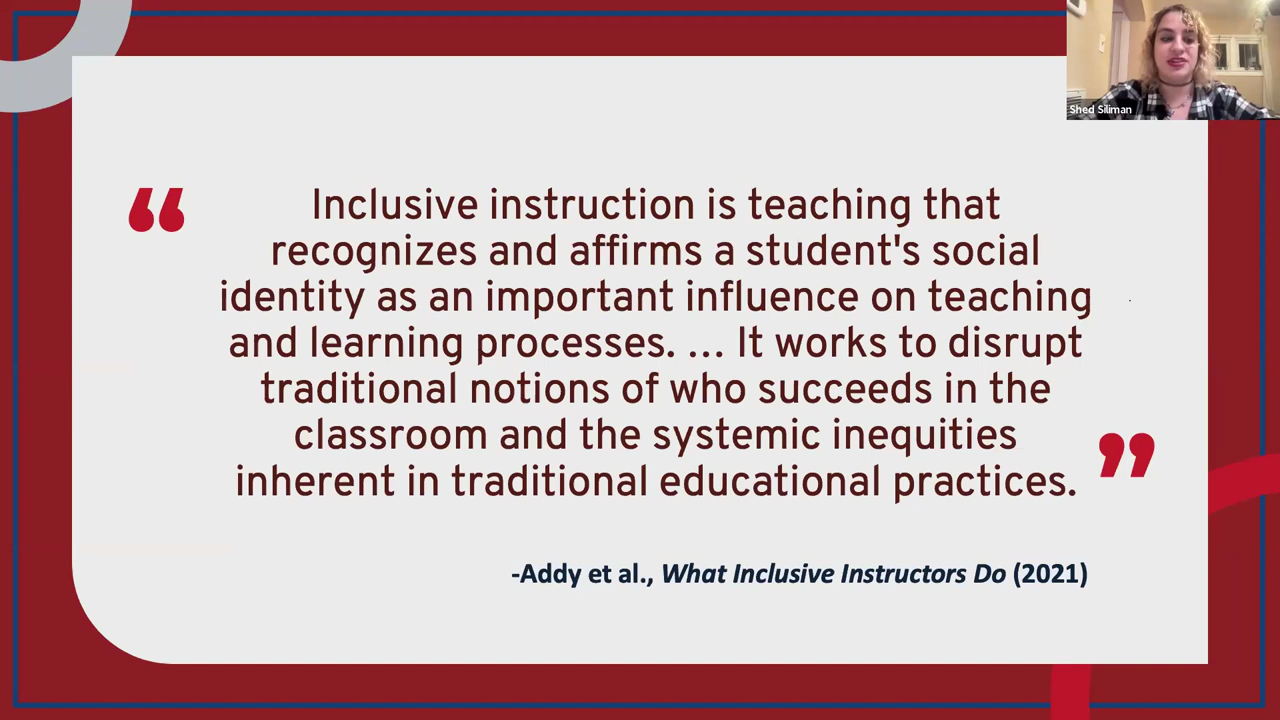 Shed Siliman
“
Inclusive instruction is teaching that
recognizes and affirms a student's social
identity as an important influence on teaching
and learning processes. ... It works to disrupt
traditional notions of who succeeds in the
classroom and the systemic inequities
inherent in traditional educational practices.
”
-Addy et al., What Inclusive Instructors Do (2021)